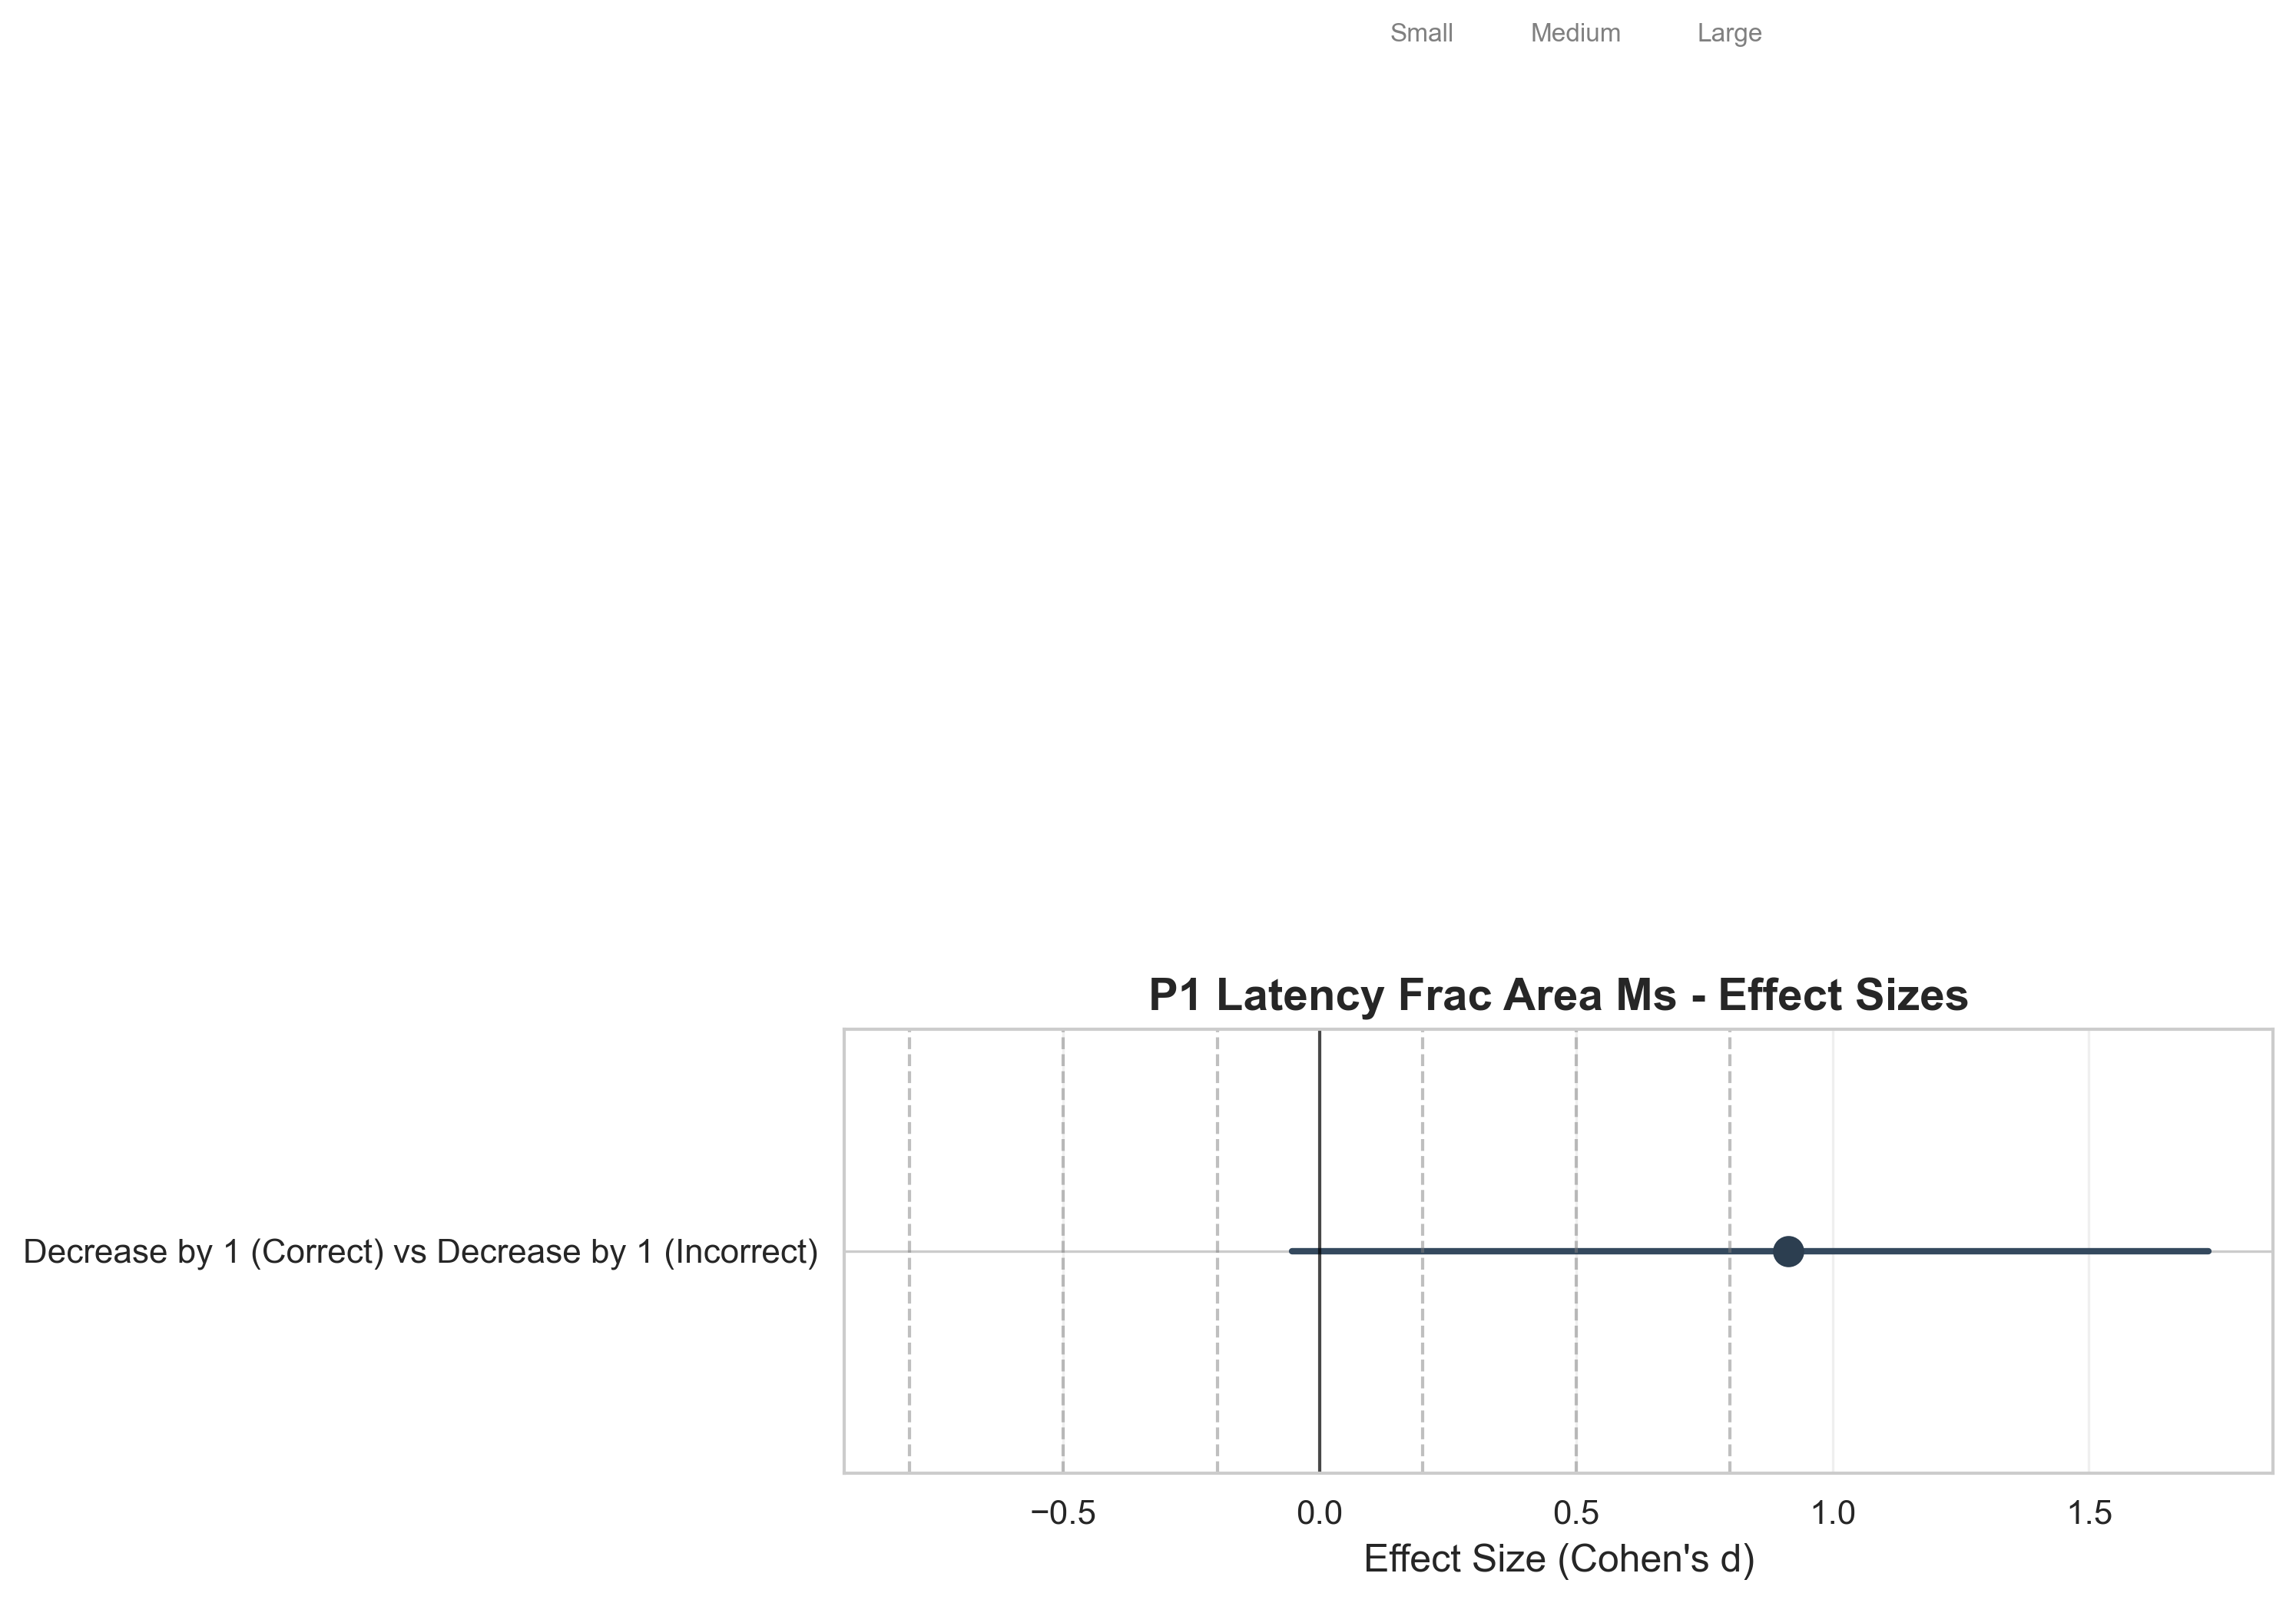 Small Medium Large
P1 Latency Frac Area Ms - Effect Sizes
Decrease by 1 (Correct) vs Decrease by 1 (Incorrect)
−0.5 0.0 0.5 1.0 1.5
Effect Size (Cohen's d)